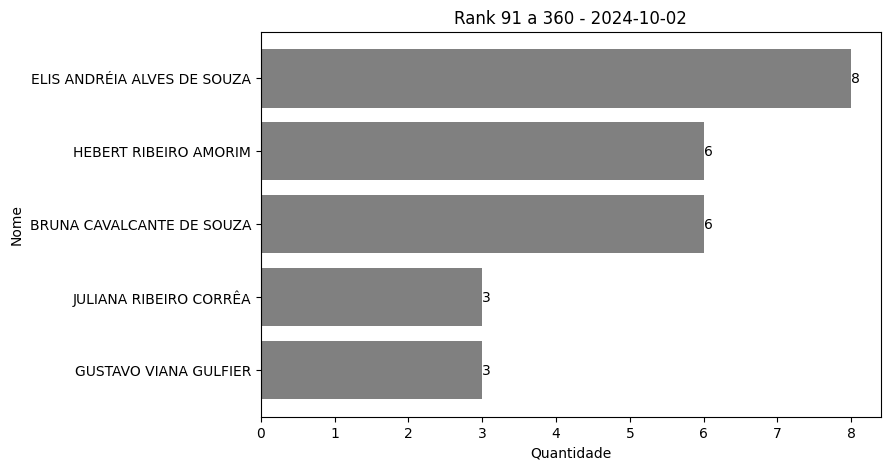 Rank 91 a 360 - 2024-10-02
Nome
ELIS ANDRÉIA ALVES DE SOUZA
8
HEBERT RIBEIRO AMORIM
6
BRUNA CAVALCANTE DE SOUZA
6
JULIANA RIBEIRO CORRÊA
3
GUSTAVO VIANA GULFIER
3
0 1 2 3 4 5 6 7 8
Quantidade